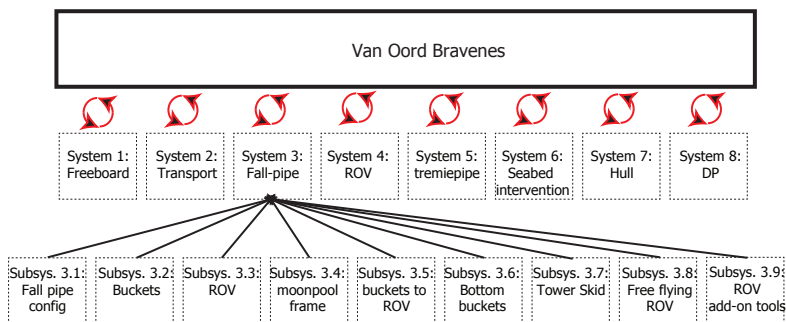 Van Oord Bravenes
System 1:
Freeboard
System 2:
Transport
System 3:
Fall-pipe
System 4:
ROV
System 5:
tremiepipe
System 6:
Seabed
intervention
System 7:
Hull
System 8:
DP
Subsys. 3.1:
Fall pipe
config
Subsys. 3.2:
Buckets
Subsys. 3.3:
ROV
Subsys. 3.4:
moonpool
frame
Subsys. 3.5:
buckets to
ROV
Subsys. 3.6:
Bottom
buckets
Subsys. 3.7:
Tower Skid
Subsys. 3.8:
Free flying
ROV
Subsys. 3.9:
ROV
add-on tools